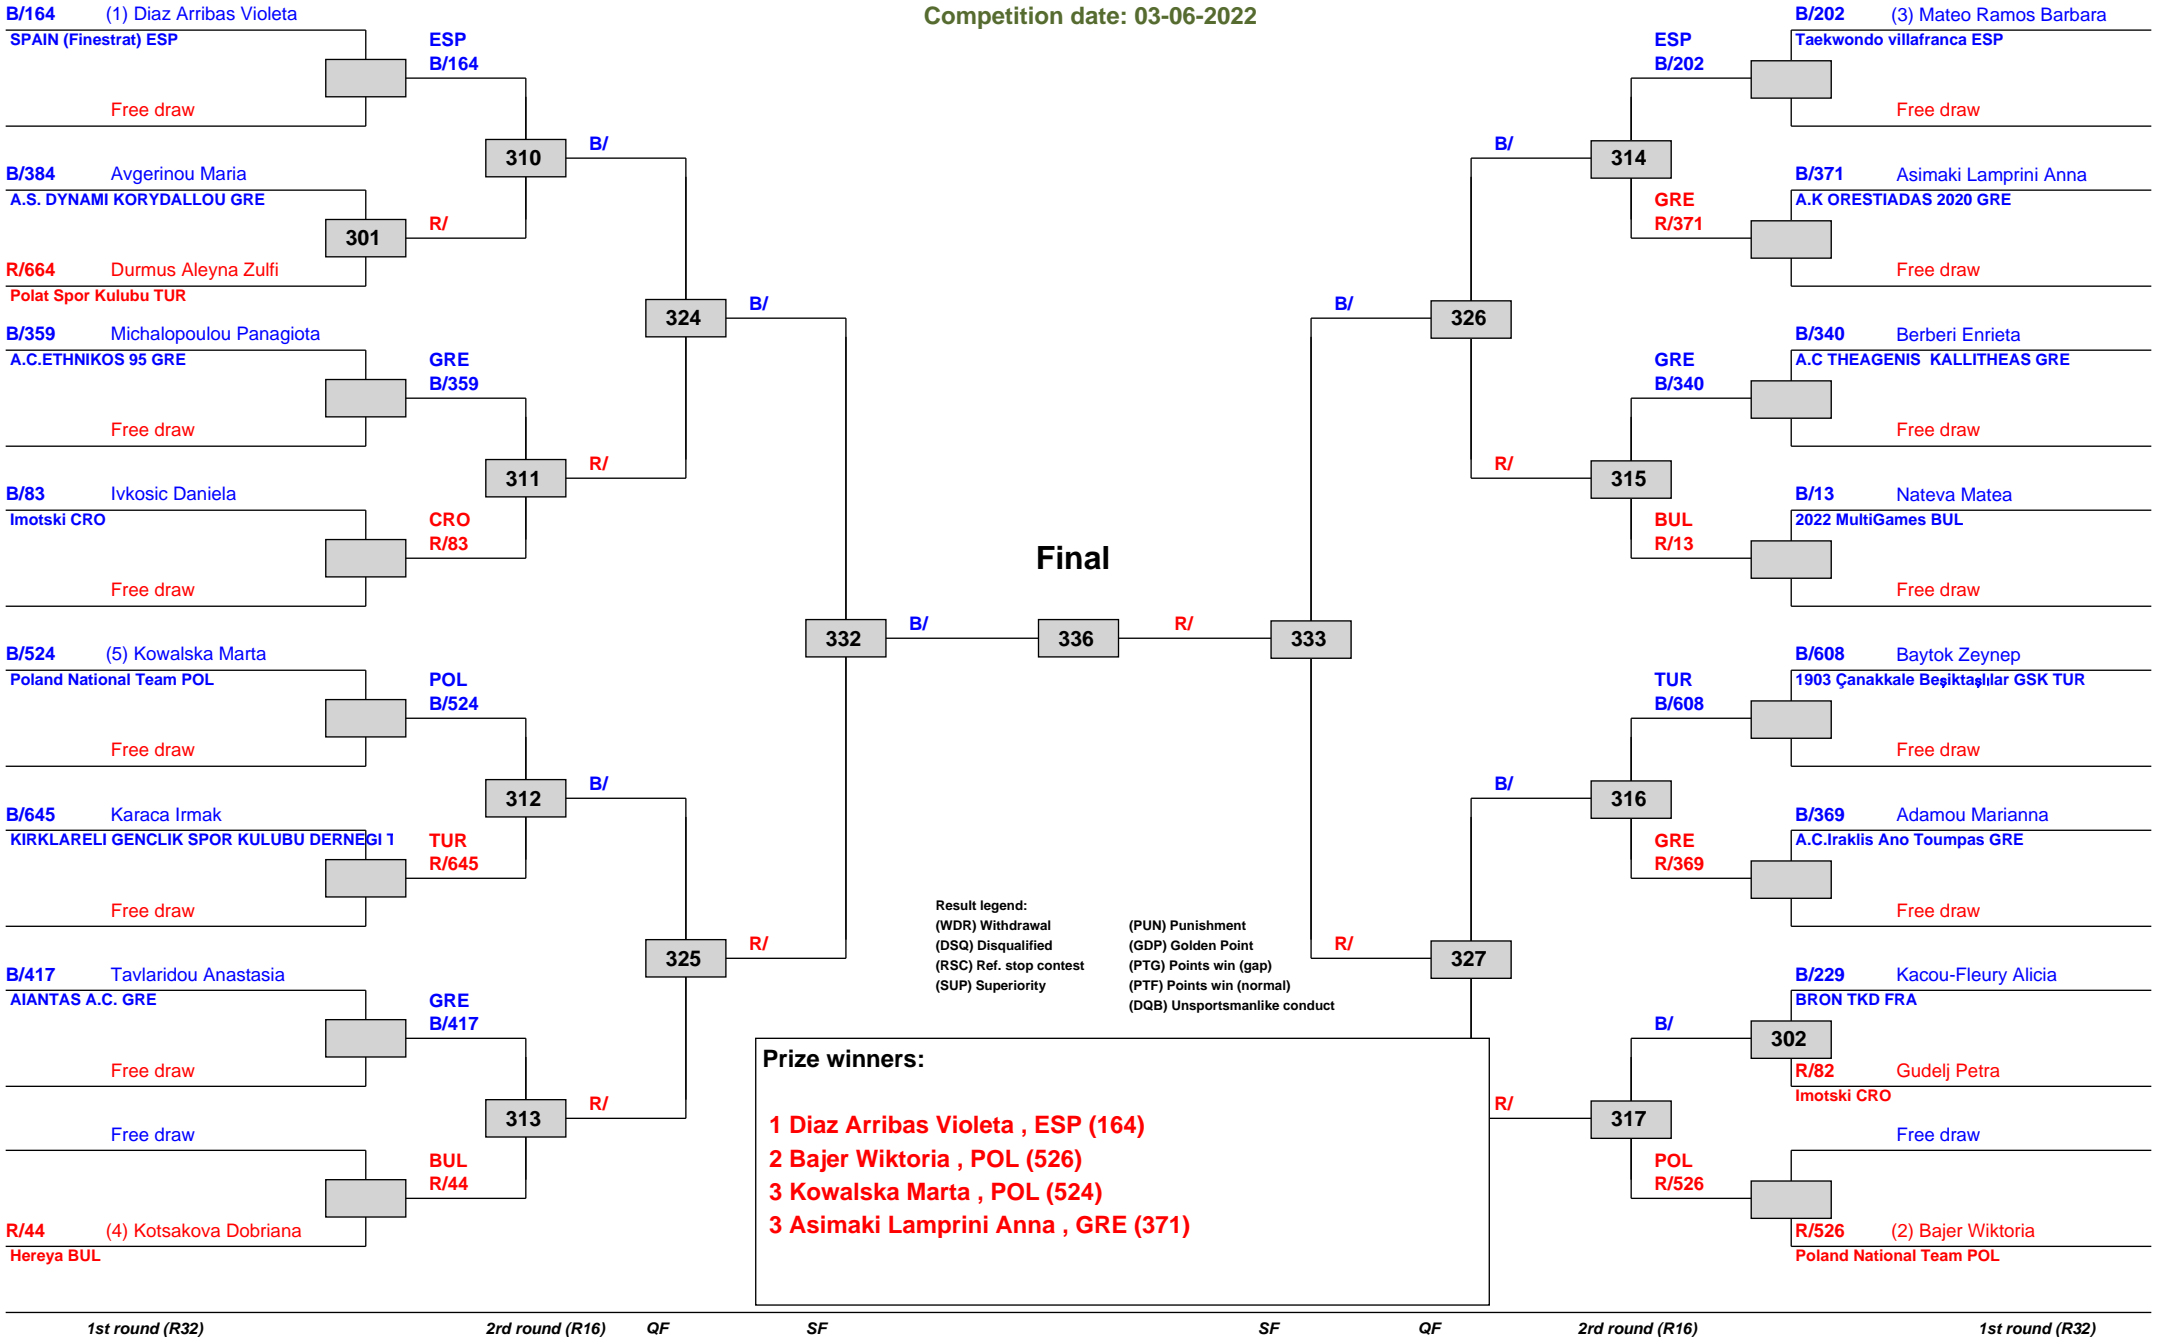 Competition date: 03-06-2022
B/164 (1) Diaz Arribas Violeta
SPAIN (Finestrat) ESP
ESP
B/164
Free draw
310
B/
B/384 Avgerinou Maria
A.S. DYNAMI KORYDALLOU GRE
301
R/
R/664 Durmus Aleyna Zulfi
Polat Spor Kulubu TUR
324
B/
B/359 Michalopoulou Panagiota
A.C.ETHNIKOS 95 GRE
GRE
B/359
Free draw
311
R/
B/83 Ivkosic Daniela
Imotski CRO
CRO
R/83
Free draw
332
B/
B/524 (5) Kowalska Marta
Poland National Team POL
POL
B/524
Free draw
312
B/
B/645 Karaca Irmak
KIRKLARELI GENCLIK SPOR KULUBU DERNEGI
TUR
R/645
Free draw
325
R/
B/417 Tavlaridou Anastasia
AIANTAS A.C. GRE
GRE
B/417
Free draw
313
R/
Free draw
BUL
R/44
R/44 (4) Kotsakova Dobriana
Hereya BUL
Final
336
R/
333
B/202 (3) Mateo Ramos Barbara
Taekwondo villafranca ESP
ESP
B/202
Free draw
B/
314
B/371 Asimaki Lamprini Anna
A.K ORESTIADAS 2020 GRE
GRE
R/371
Free draw
B/
326
B/340 Berberi Enrieta
A.C THEAGENIS KALLITHEAS GRE
GRE
B/340
Free draw
R/
315
B/13 Nateva Matea
2022 MultiGames BUL
BUL
R/13
Free draw
B/608 Baytok Zeynep
1903 Çanakkale Beşiktaşlılar GSK TUR
TUR
B/608
Free draw
B/
316
B/369 Adamou Marianna
A.C.Iraklis Ano Toumpas GRE
GRE
R/369
Free draw
R/
327
B/229 Kacou-Fleury Alicia
BRON TKD FRA
B/
302
R/82 Gudelj Petra
Imotski CRO
R/
317
Free draw
POL
R/526
R/526 (2) Bajer Wiktoria
Poland National Team POL
Result legend:
(WDR) Withdrawal (PUN) Punishment
(DSQ) Disqualified (GDP) Golden Point
(RSC) Ref. stop contest (PTG) Points win (gap)
(SUP) Superiority (PTF) Points win (normal)
(DQB) Unsportsmanlike conduct
Prize winners:
1 Diaz Arribas Violeta , ESP (164)
2 Bajer Wiktoria , POL (526)
3 Kowalska Marta , POL (524)
3 Asimaki Lamprini Anna , GRE (371)
1st round (R32) 2rd round (R16) QF SF SF QF 2rd round (R16) 1st round (R32)